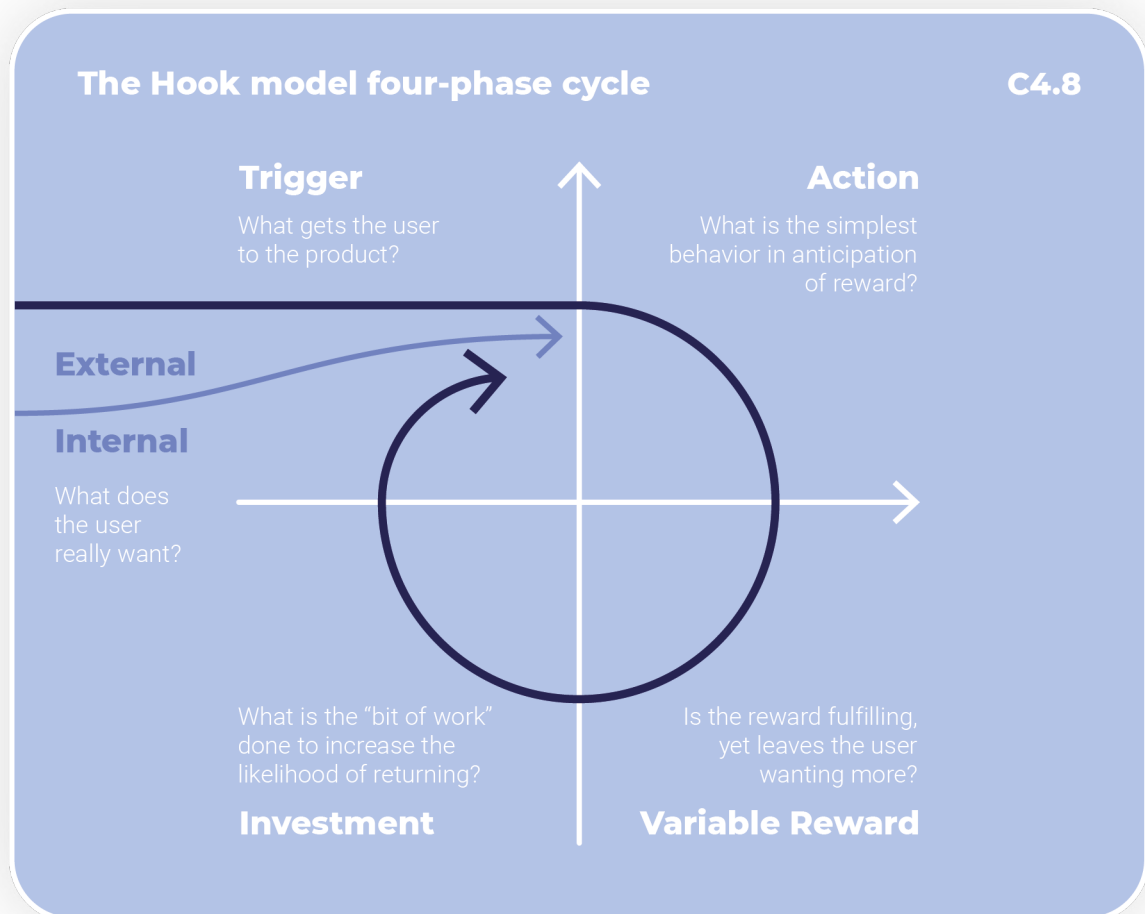 The Hook model four-phase cycle
C4.8
Trigger
What gets the user
to the product?
Action
What is the simplest
behavior in anticipation
of reward?
External
Internal
What does
the user
really want?
What is the “bit of work”
done to increase the
likelihood of returning?
Investment
Is the reward fulfilling,
yet leaves the user
wanting more?
Variable Reward